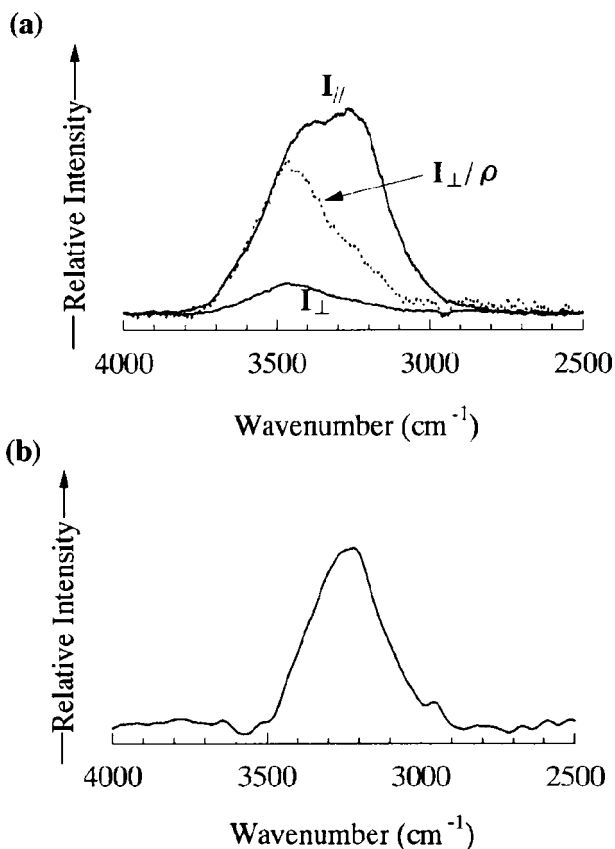 (a)
—Relative Intensity→
I//
I⊥/ρ
I⊥
4000 3500 3000 2500
Wavenumber (cm⁻¹)
(b)
—Relative Intensity→
4000 3500 3000 2500
Wavenumber (cm⁻¹)